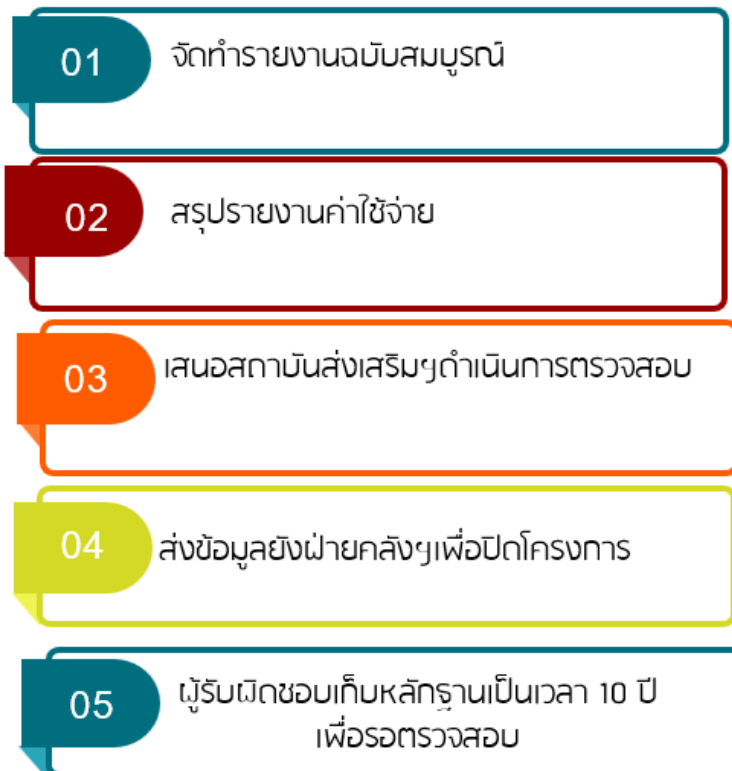 01
จัดทำรายงานฉบับสมบูรณ์
02
สรุปรายงานค่าใช้จ่าย
03
เสนอสถาบันส่งเสริมฯดำเนินการตรวจสอบ
04
ส่งข้อมูลยังฝ่ายคลังฯเพื่อปิดโครงการ
05
ผู้รับผิดชอบเก็บหลักฐานเป็นเวลา 10 ปี
เพื่อรอตรวจสอบ